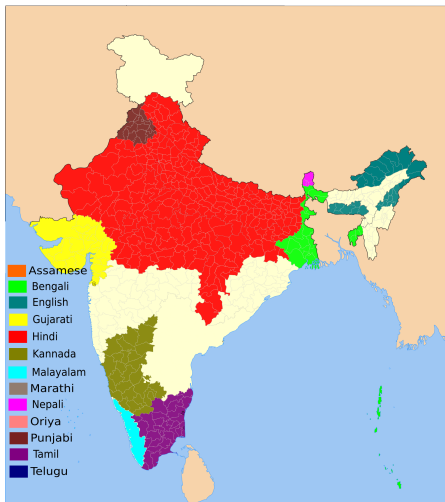 Assamese
Bengali
English
Gujarati
Hindi
Kannada
Malayalam
Marathi
Nepali
Oriya
Punjabi
Tamil
Telugu